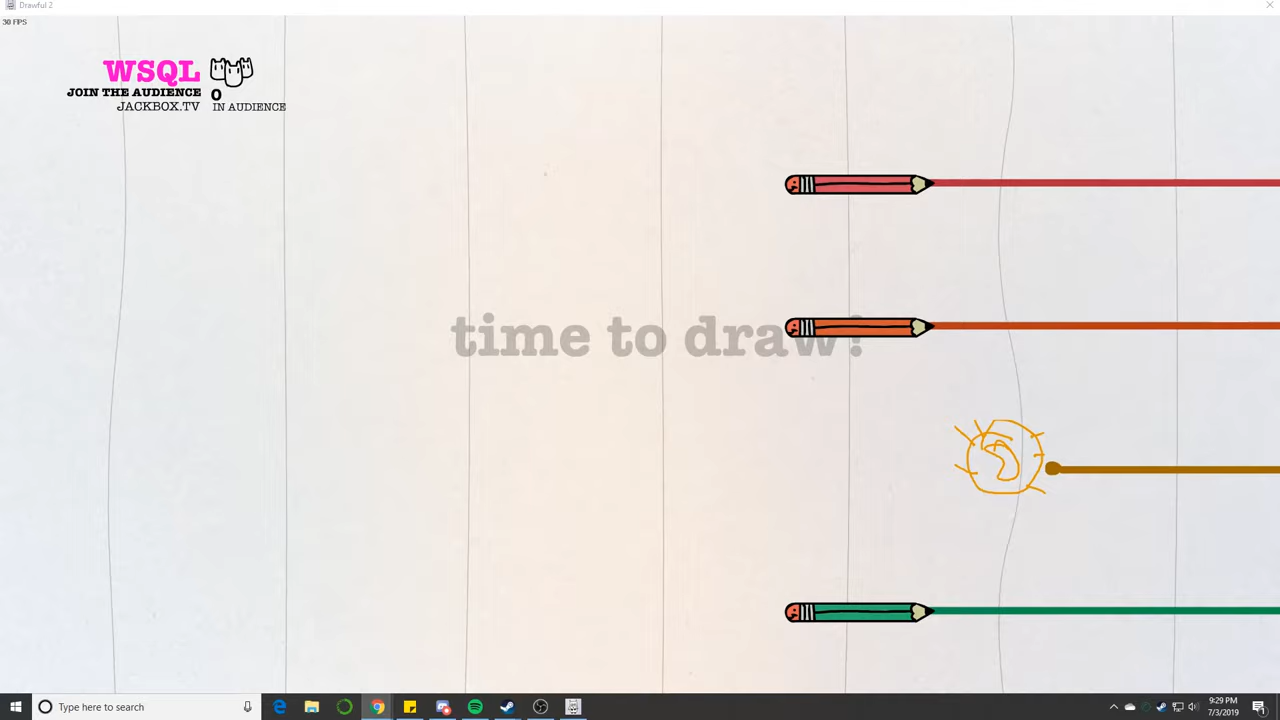 Drawful 2
30 FPS
WSQL
JOIN THE AUDIENCE
JACKBOX.TV
0
IN AUDIENCE
time to draw!
Type here to search
9:29 PM
7/3/2019
1